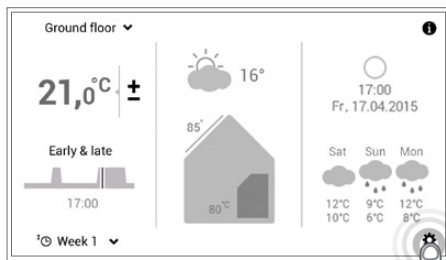 Ground floor
21,0°C ±
Early & late
17:00
Week 1
16°
85°
80°C
17:00
Fr, 17.04.2015
Sat Sun Mon
12°C 9°C 12°C
10°C 6°C 8°C